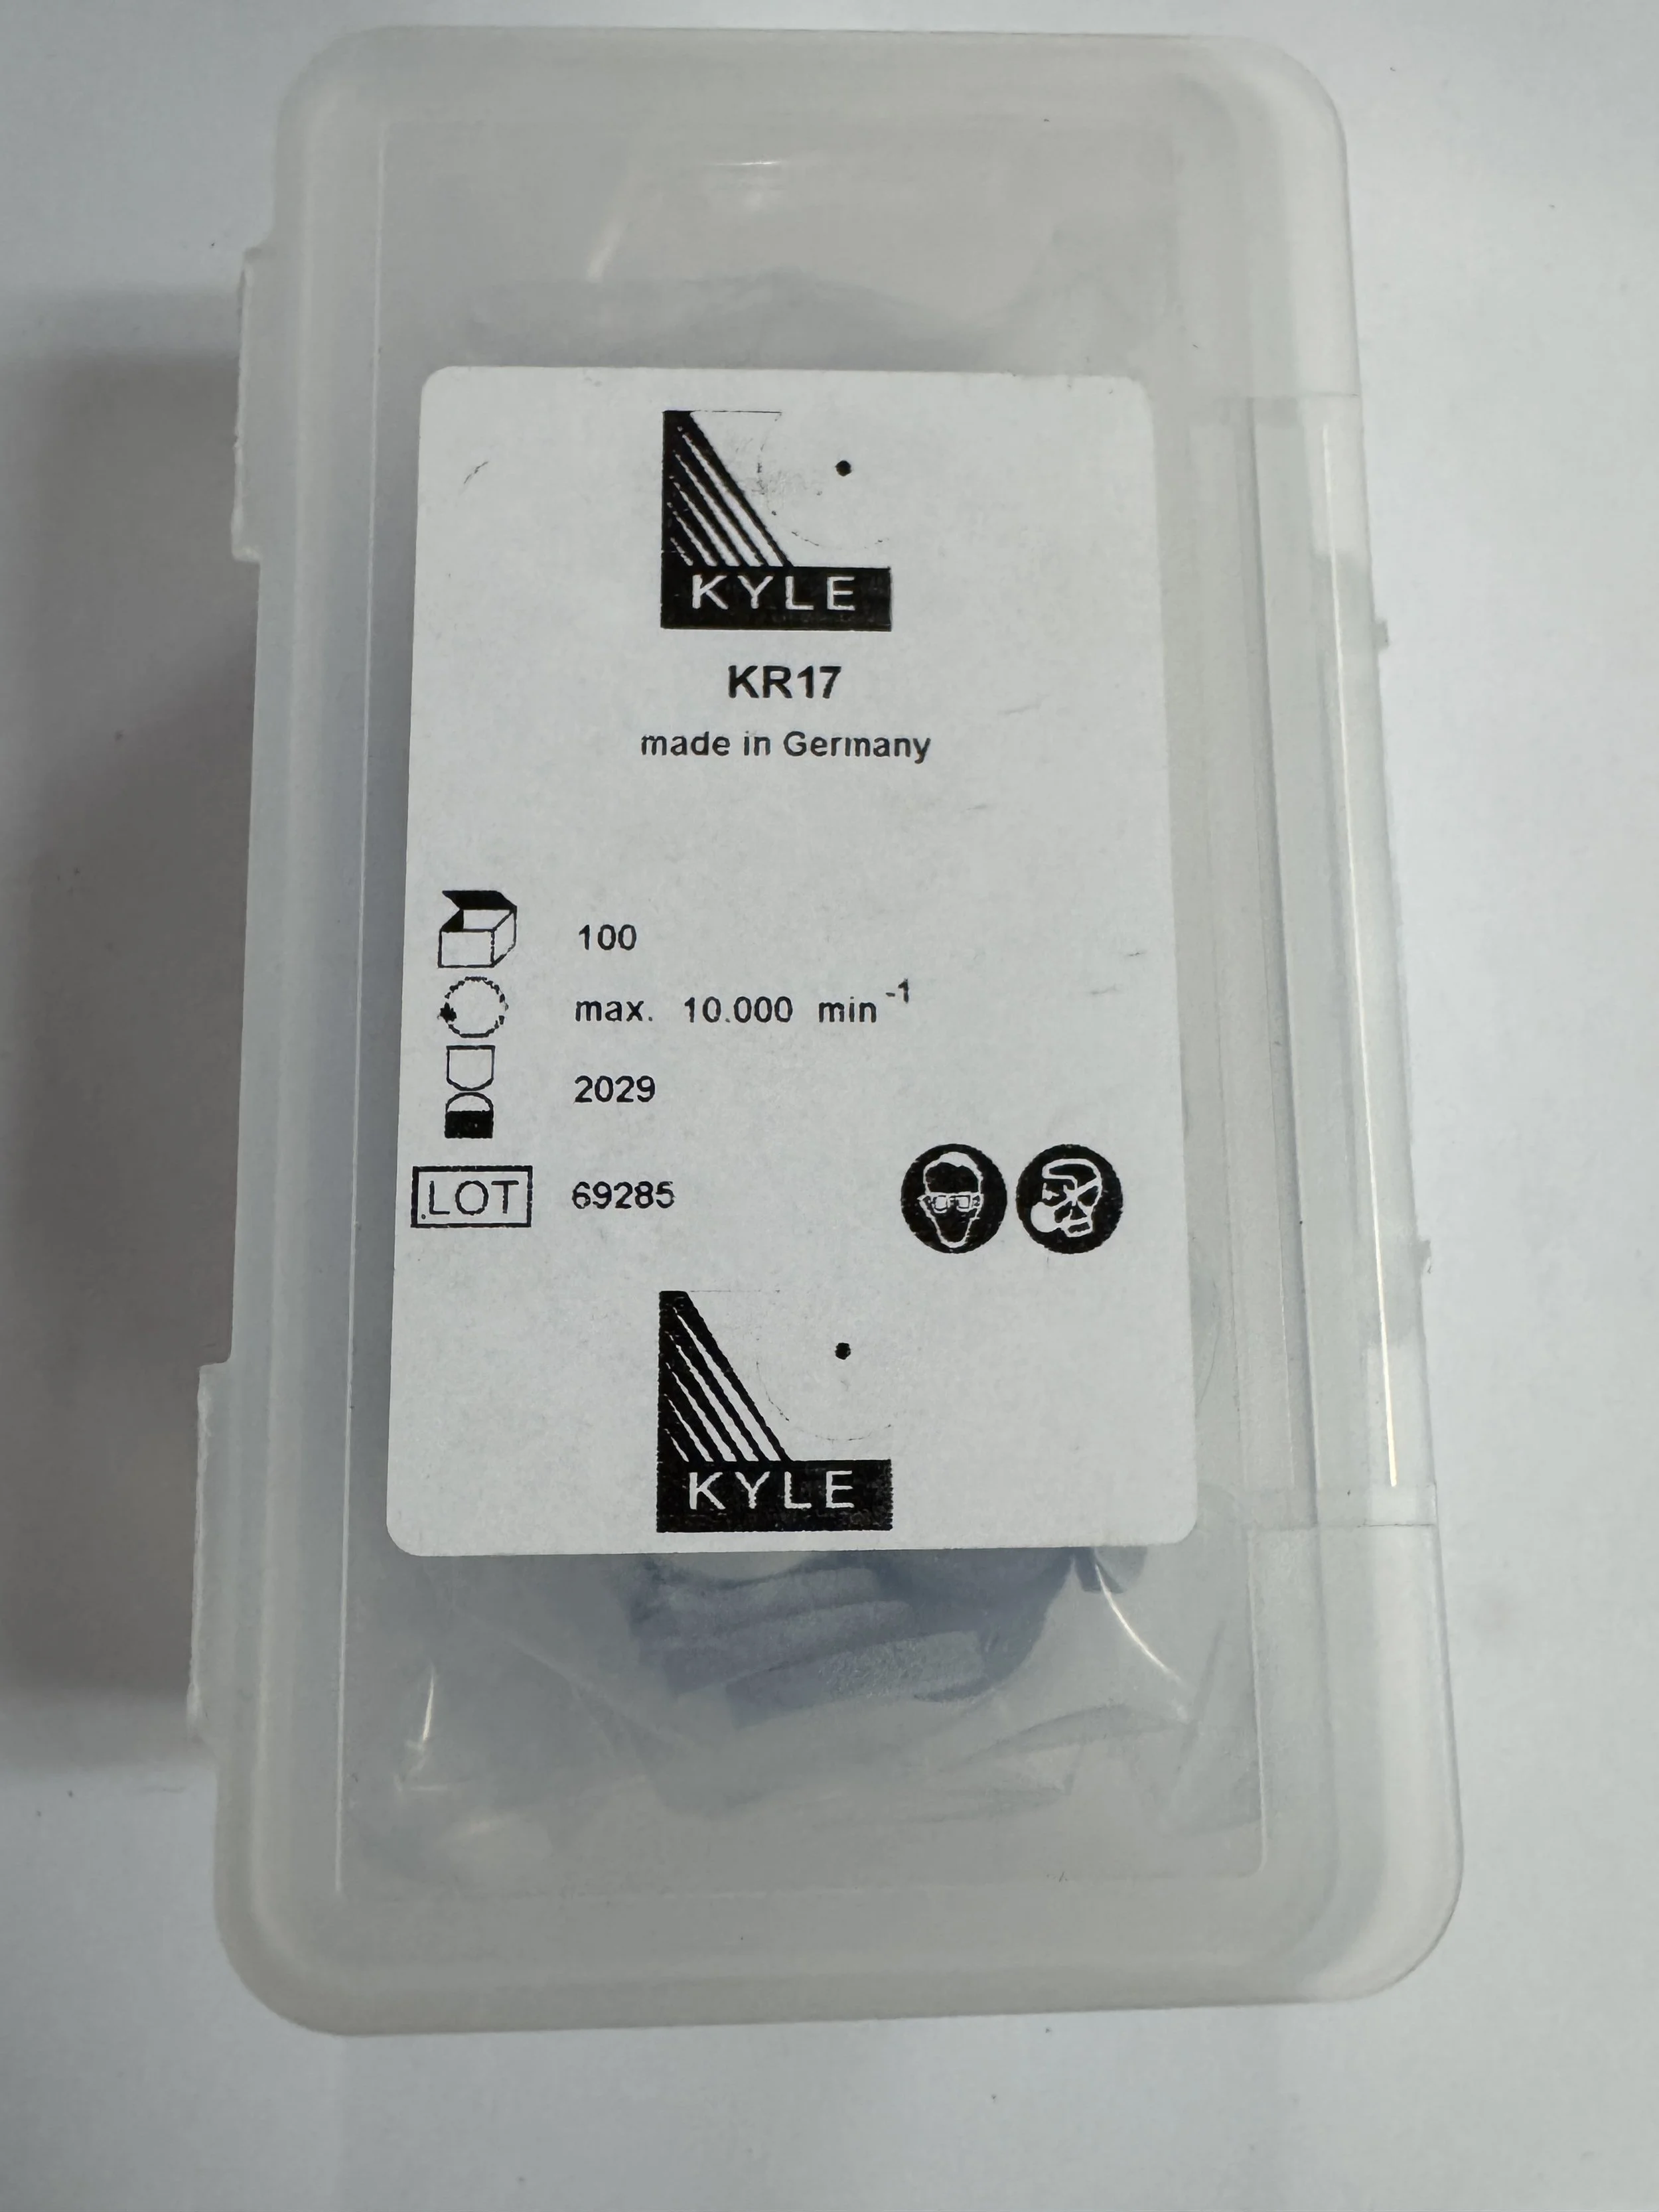 KYLE
KR17
made in Germany
100
max. 10.000 min⁻¹
2029
LOT 69285
KYLE